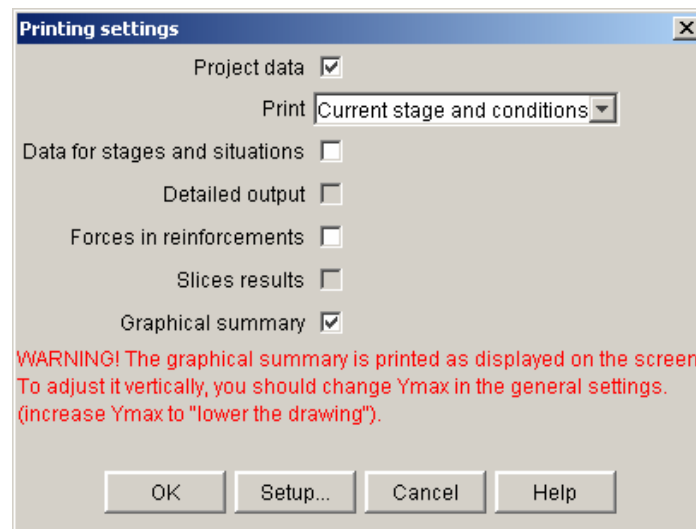 Printing settings
Project data
Print Current stage and conditions
Data for stages and situations
Detailed output
Forces in reinforcements
Slices results
Graphical summary
WARNING! The graphical summary is printed as displayed on the screen
To adjust it vertically, you should change Ymax in the general settings.
(increase Ymax to "lower the drawing").
OK Setup... Cancel Help